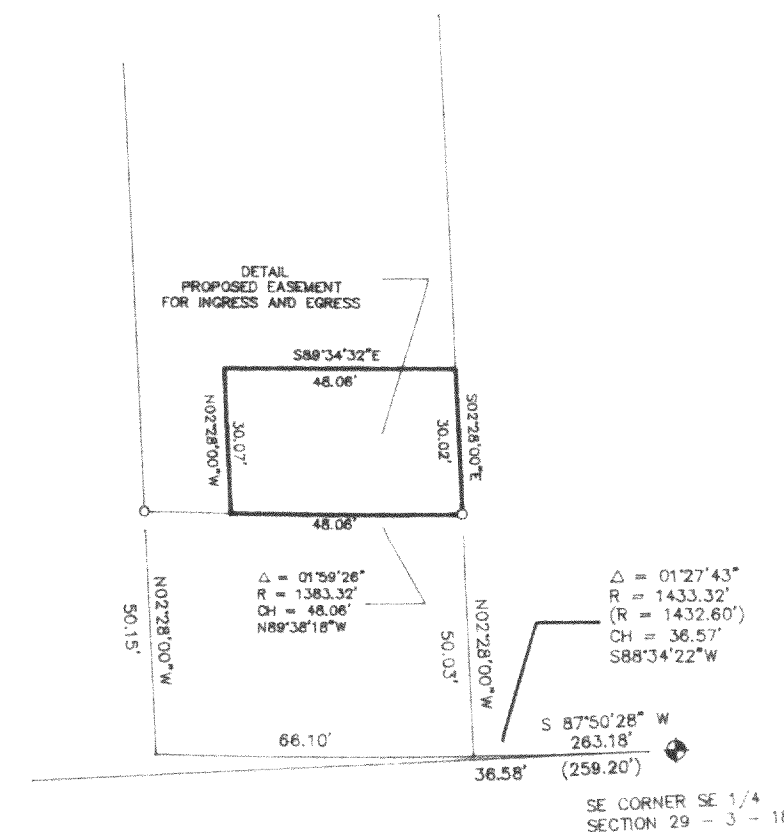 DETAIL
PROPOSED EASEMENT
FOR INGRESS AND EGRESS
S89°34'32"E
48.06'
N02°28'00"W
30.07'
30.02'
S02°28'00"E
48.06'
Δ = 01°59'26"
R = 1383.32'
CH = 48.06'
N89°38'18"W
Δ = 01°27'43"
R = 1433.32'
(R = 1432.60')
CH = 36.57'
S88°34'22"W
N02°28'00"W
50.15'
N02°28'00"W
50.03'
66.10'
S 87°50'28" W
263.18'
36.58'
(259.20')
SE CORNER SE 1/4
SECTION 29 - 3 - 18